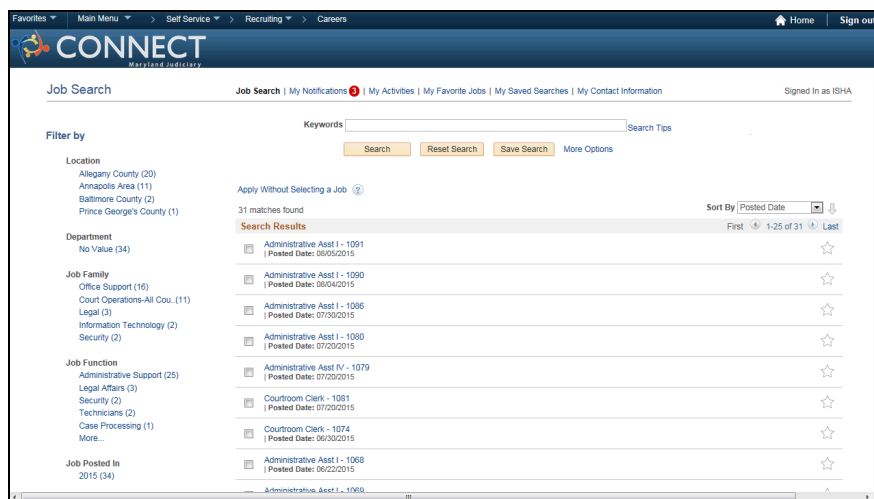 Favorites Main Menu > Self Service > Recruiting > Careers Home Sign out
CONNECT
Maryland Judiciary
Job Search Job Search | My Notifications 3 | My Activities | My Favorite Jobs | My Saved Searches | My Contact Information Signed In as ISHA
Keywords Search Tips
Filter by
Search Reset Search Save Search More Options
Location
Allegany County (20)
Annapolis Area (11)
Baltimore County (2)
Prince George's County (1)
Department
No Value (34)
Job Family
Office Support (16)
Court Operations-All Cou..(11)
Legal (3)
Information Technology (2)
Security (2)
Job Function
Administrative Support (25)
Legal Affairs (3)
Security (2)
Technicians (2)
Case Processing (1)
More...
Job Posted In
2015 (34)
Apply Without Selecting a Job ?
31 matches found Sort By Posted Date
Search Results First 1-25 of 31 Last
Administrative Asst I - 1091
| Posted Date: 08/05/2015
Administrative Asst I - 1090
| Posted Date: 08/04/2015
Administrative Asst I - 1086
| Posted Date: 07/30/2015
Administrative Asst I - 1080
| Posted Date: 07/20/2015
Administrative Asst IV - 1079
| Posted Date: 07/20/2015
Courtroom Clerk - 1081
| Posted Date: 07/20/2015
Courtroom Clerk - 1074
| Posted Date: 06/30/2015
Administrative Asst I - 1068
| Posted Date: 06/22/2015
Administrative Asst I - 1069